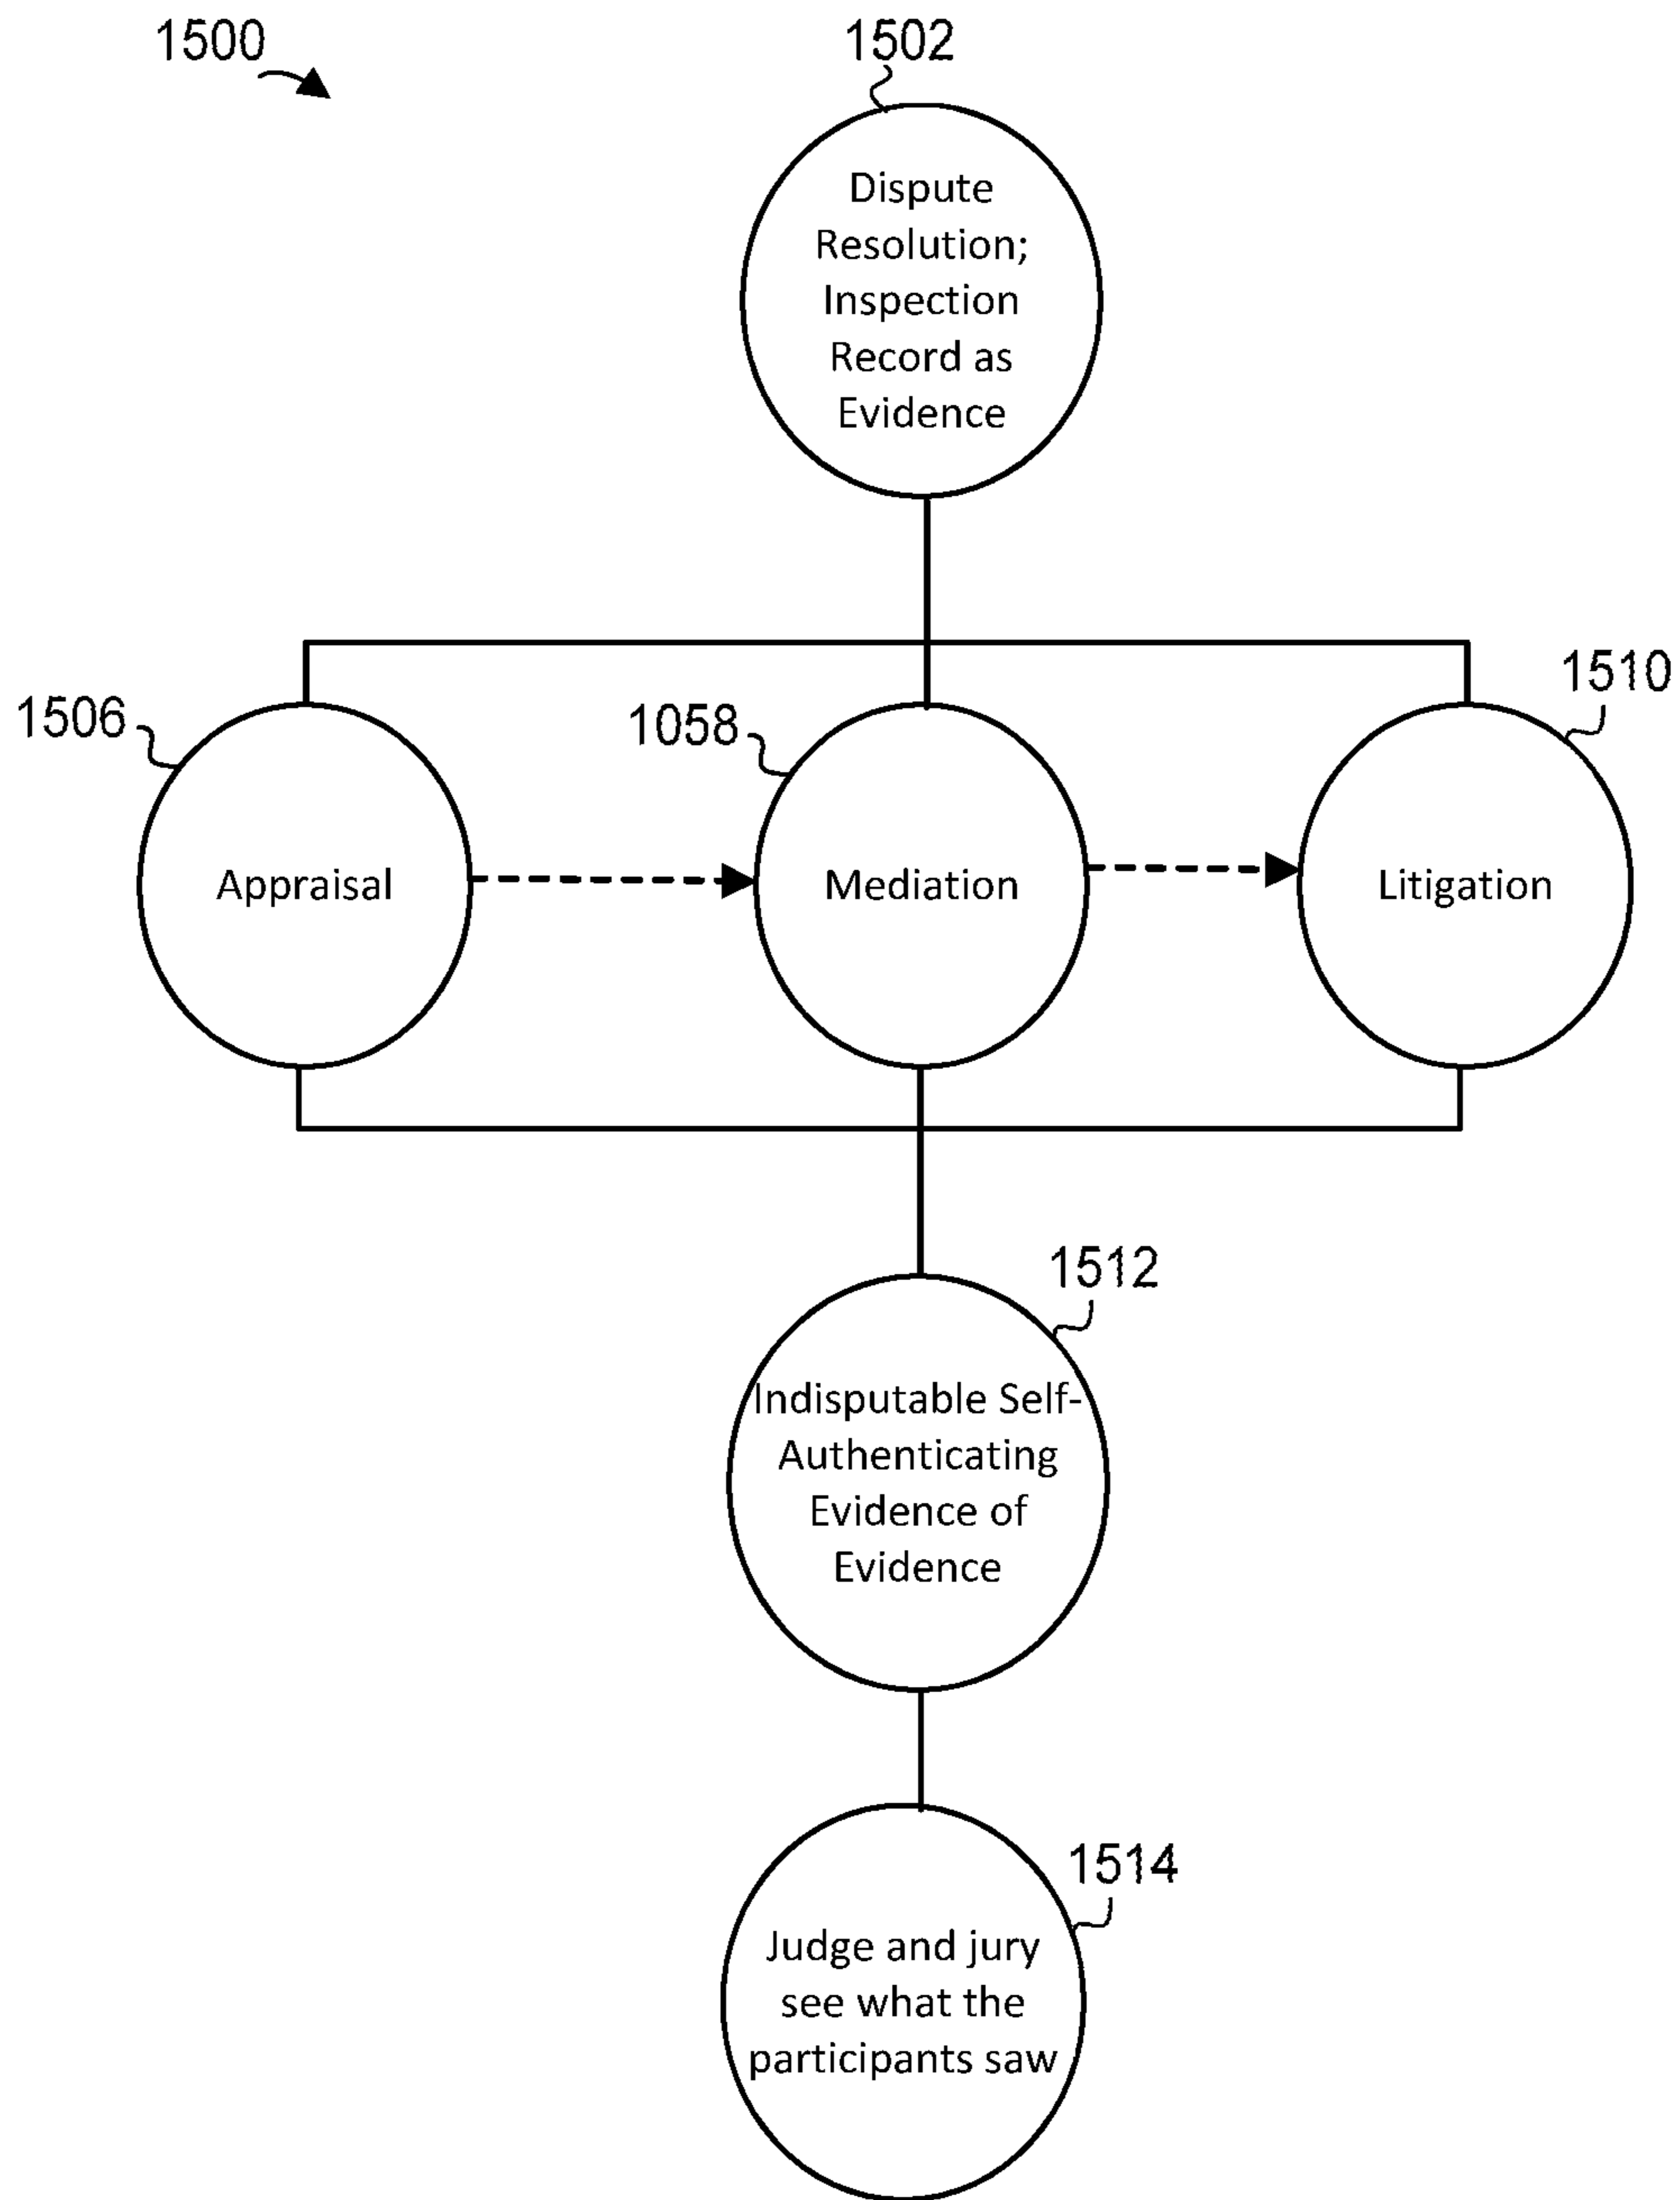 1500
1502
Dispute
Resolution;
Inspection
Record as
Evidence
1506
1058
1510
Appraisal
Mediation
Litigation
1512
Indisputable Self-
Authenticating
Evidence of
Evidence
1514
Judge and jury
see what the
participants saw